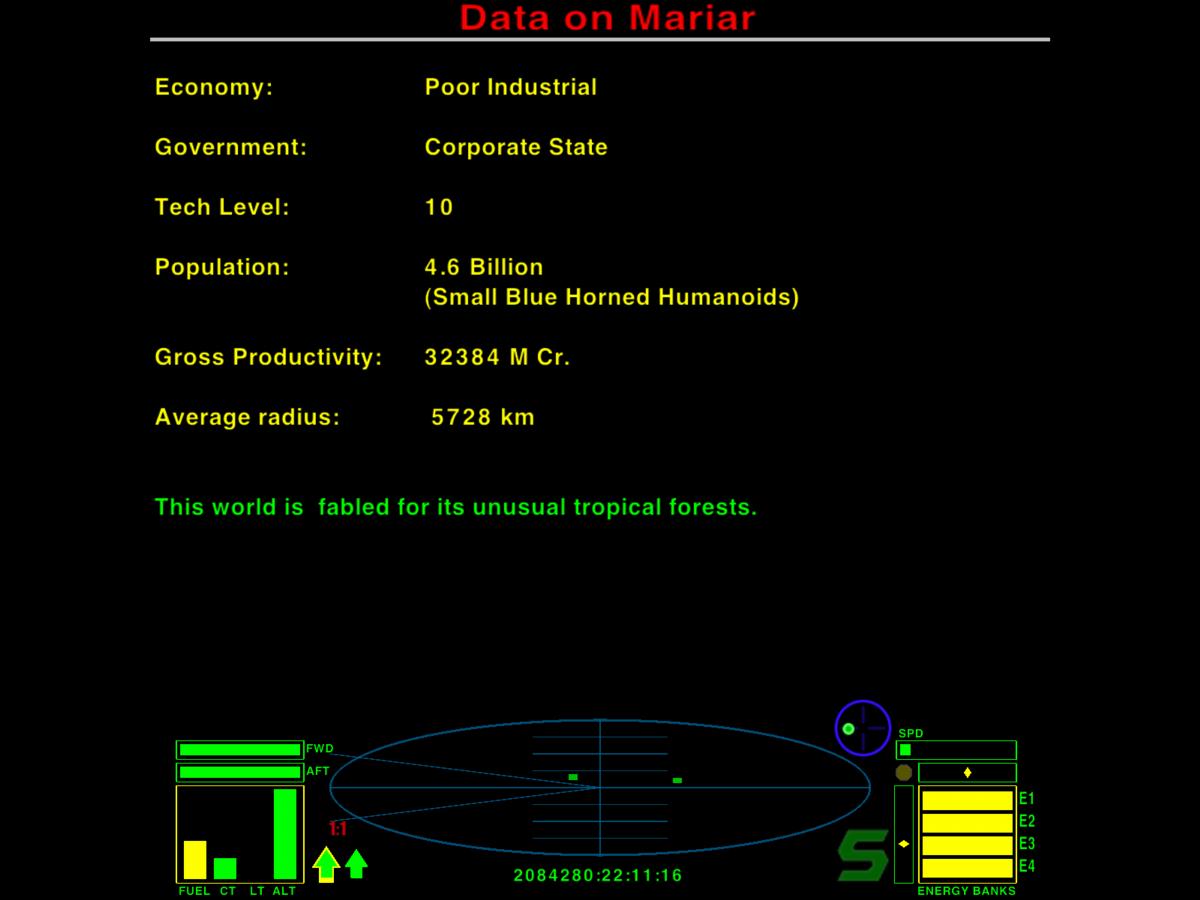 Data on Mariar
Economy: Poor Industrial
Government: Corporate State
Tech Level: 10
Population: 4.6 Billion
(Small Blue Horned Humanoids)
Gross Productivity: 32384 M Cr.
Average radius: 5728 km
This world is  fabled for its unusual tropical forests.
FWD
AFT
1:1
FUEL CT LT ALT
2084280:22:11:16
S
SPD
E1
E2
E3
E4
ENERGY BANKS